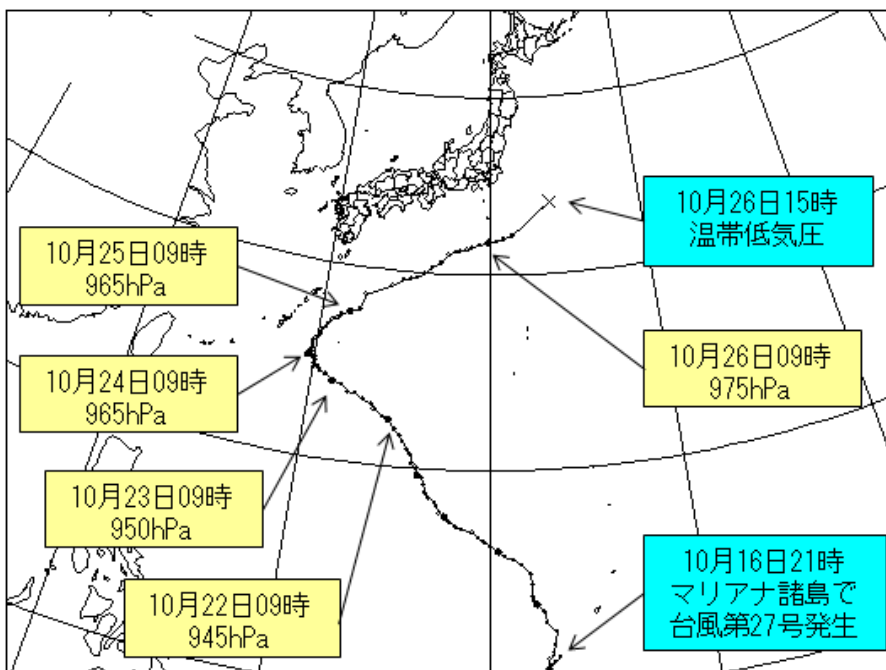 10月26日15時
温帯低気圧
10月25日09時
965hPa
10月26日09時
975hPa
10月24日09時
965hPa
10月23日09時
950hPa
10月22日09時
945hPa
10月16日21時
マリアナ諸島で
台風第27号発生